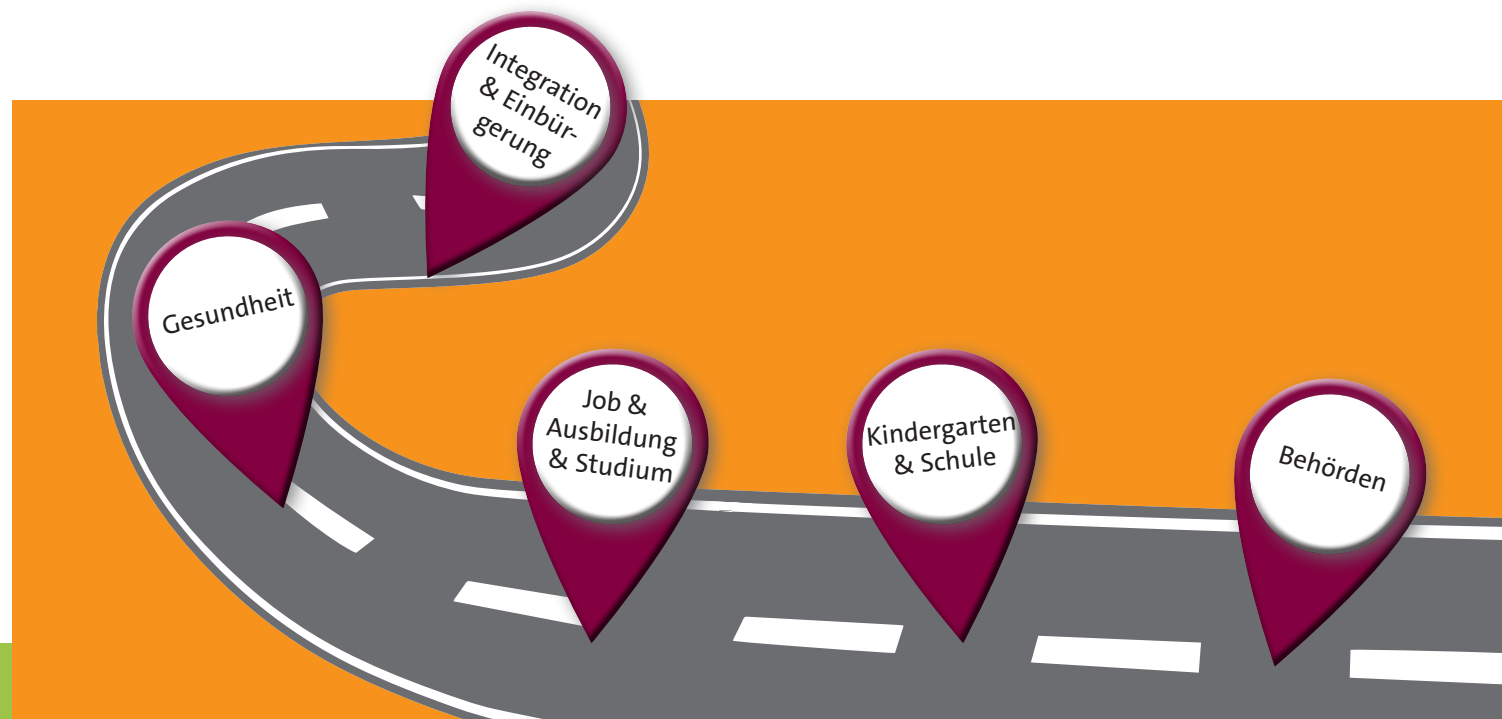 Integration
& Einbür-
gerung
Gesundheit
Job &
Ausbildung
& Studium
Kindergarten
& Schule
Behörden